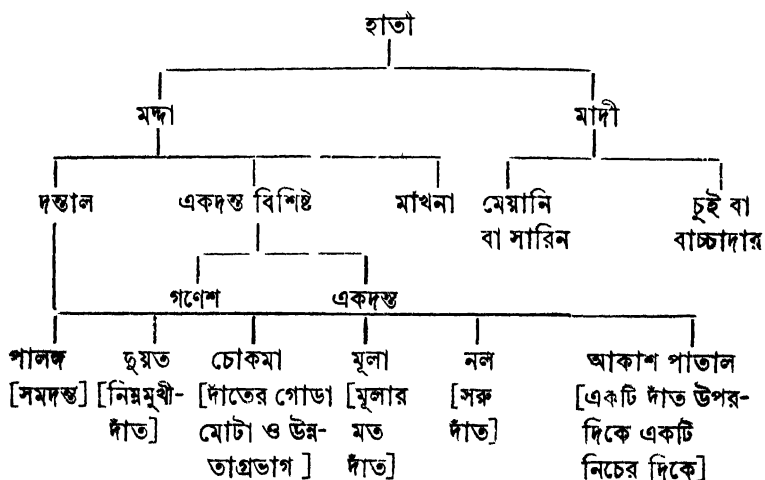 হাতী
মদ্দা মাদী
দন্তাল একদন্ত বিশিষ্ট মাখনা মেয়ানি চুই বা
বা সারিন বাচ্চাদার
গণেশ একদন্ত
পালঙ্গ দুয়ত চোকমা মূলা নল আকাশ পাতাল
[সমদন্ত] [নিম্নমুখী- [দাঁতের গোডা [মূলার [সরু [একটি দাঁত উপর-
দাঁত] মোটা ও উন্ন- মত দাঁত] দিকে একটি
তাগ্রভাগ ] দাঁত] নিচের দিকে]